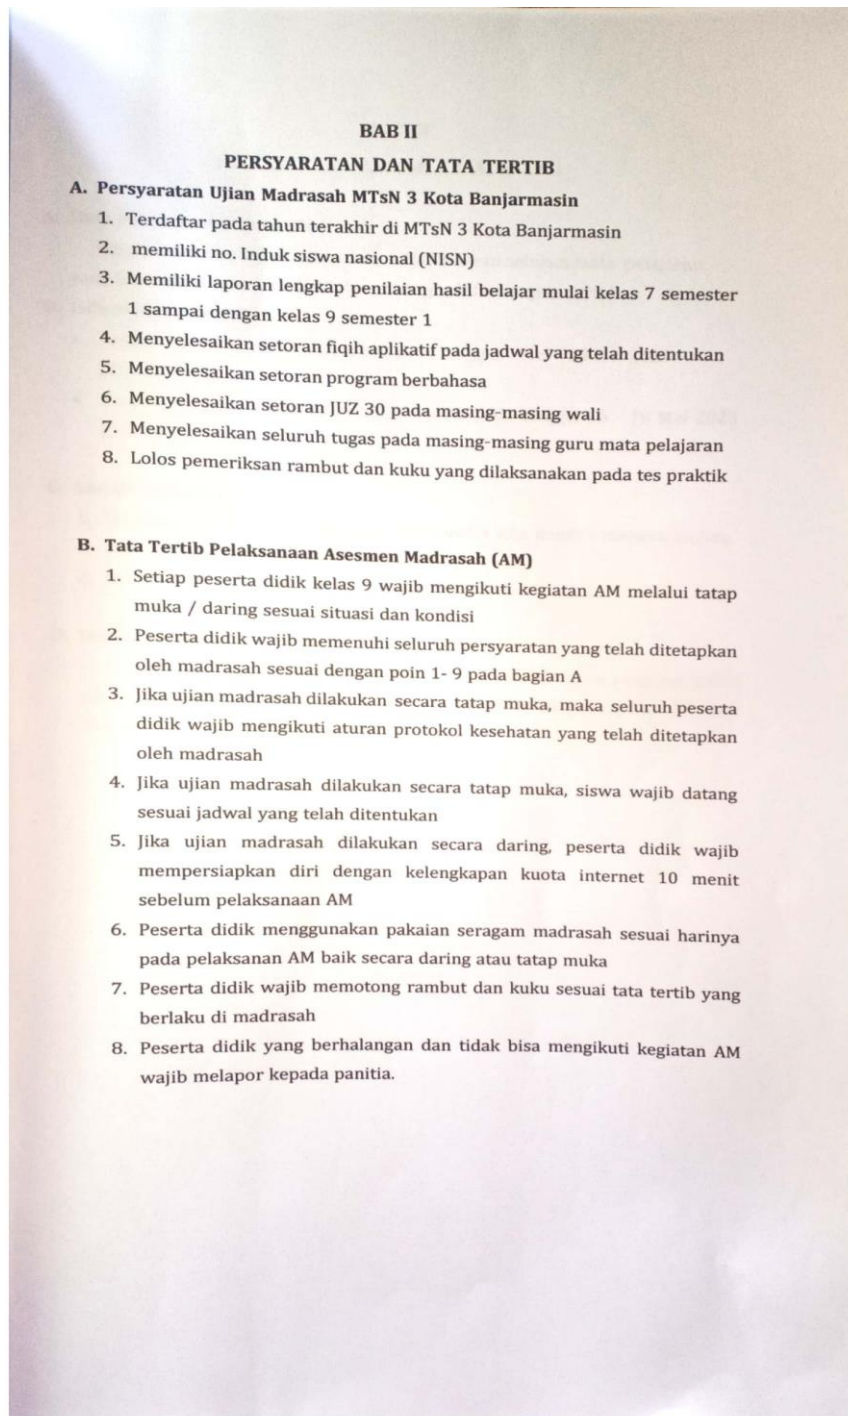 BAB II
PERSYARATAN DAN TATA TERTIB
A. Persyaratan Ujian Madrasah MTsN 3 Kota Banjarmasin
1. Terdaftar pada tahun terakhir di MTsN 3 Kota Banjarmasin
2. memiliki no. Induk siswa nasional (NISN)
3. Memiliki laporan lengkap penilaian hasil belajar mulai kelas 7 semester
1 sampai dengan kelas 9 semester 1
4. Menyelesaikan setoran fiqih aplikatif pada jadwal yang telah ditentukan
5. Menyelesaikan setoran program berbahasa
6. Menyelesaikan setoran JUZ 30 pada masing-masing wali
7. Menyelesaikan seluruh tugas pada masing-masing guru mata pelajaran
8. Lolos pemeriksan rambut dan kuku yang dilaksanakan pada tes praktik
B. Tata Tertib Pelaksanaan Asesmen Madrasah (AM)
1. Setiap peserta didik kelas 9 wajib mengikuti kegiatan AM melalui tatap
muka / daring sesuai situasi dan kondisi
2. Peserta didik wajib memenuhi seluruh persyaratan yang telah ditetapkan
oleh madrasah sesuai dengan poin 1- 9 pada bagian A
3. Jika ujian madrasah dilakukan secara tatap muka, maka seluruh peserta
didik wajib mengikuti aturan protokol kesehatan yang telah ditetapkan
oleh madrasah
4. Jika ujian madrasah dilakukan secara tatap muka, siswa wajib datang
sesuai jadwal yang telah ditentukan
5. Jika ujian madrasah dilakukan secara daring, peserta didik wajib
mempersiapkan diri dengan kelengkapan kuota internet 10 menit
sebelum pelaksanaan AM
6. Peserta didik menggunakan pakaian seragam madrasah sesuai harinya
pada pelaksanan AM baik secara daring atau tatap muka
7. Peserta didik wajib memotong rambut dan kuku sesuai tata tertib yang
berlaku di madrasah
8. Peserta didik yang berhalangan dan tidak bisa mengikuti kegiatan AM
wajib melapor kepada panitia.